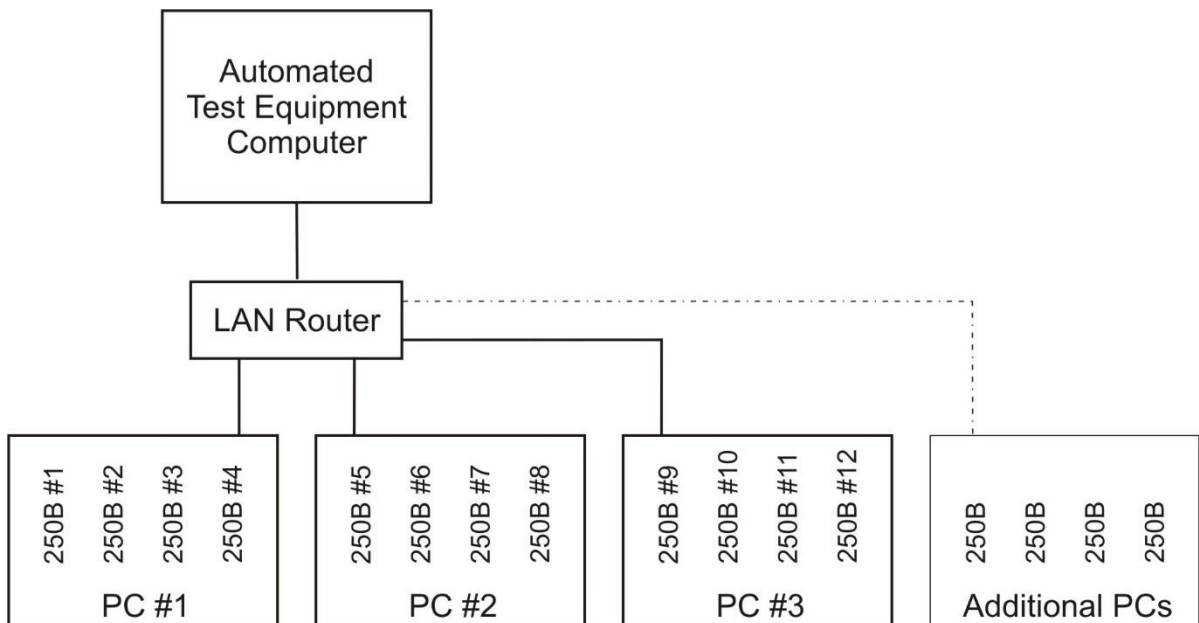 Automated
Test Equipment
Computer
LAN Router
250B #1
250B #2
250B #3
250B #4
PC #1
250B #5
250B #6
250B #7
250B #8
PC #2
250B #9
250B #10
250B #11
250B #12
PC #3
250B
250B
250B
250B
Additional PCs